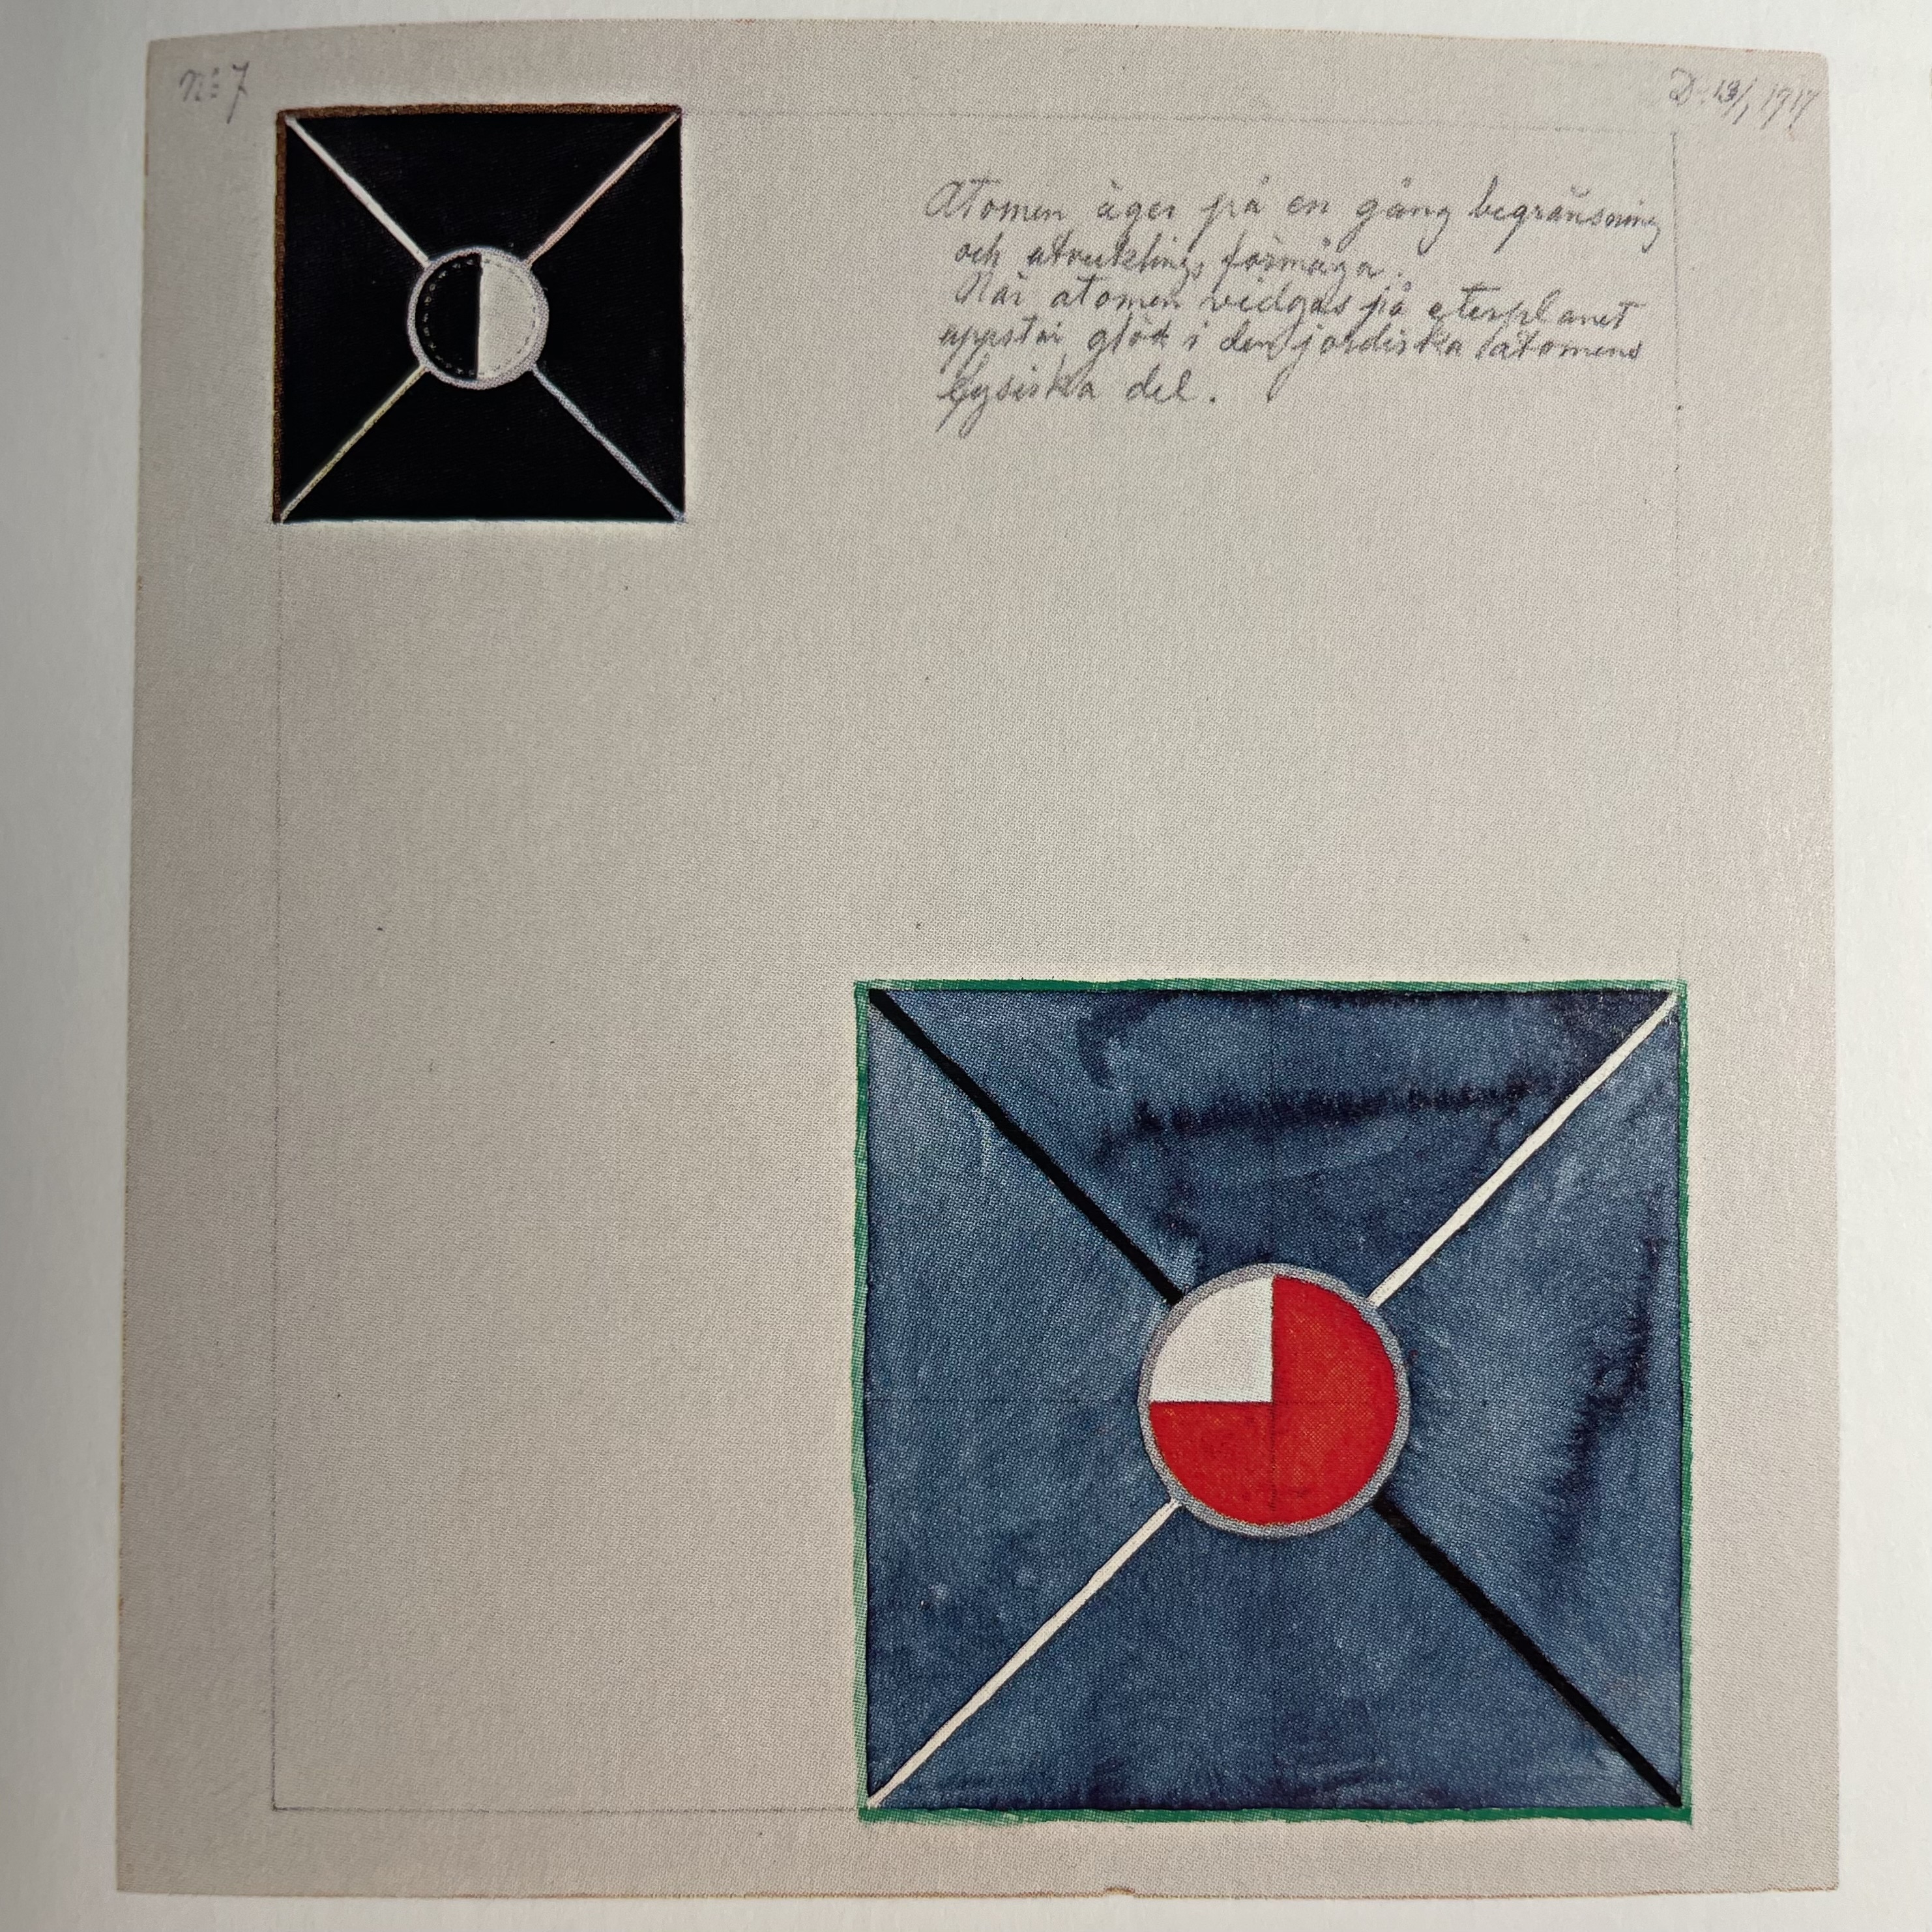 Nº 7
D. 13/1 1917
Atomen äger på en gång begränsning
och utvecklings förmåga.
När atomen vidgas på eterplanet
uppstår glöd i den jordiska atomens
fysiska del.